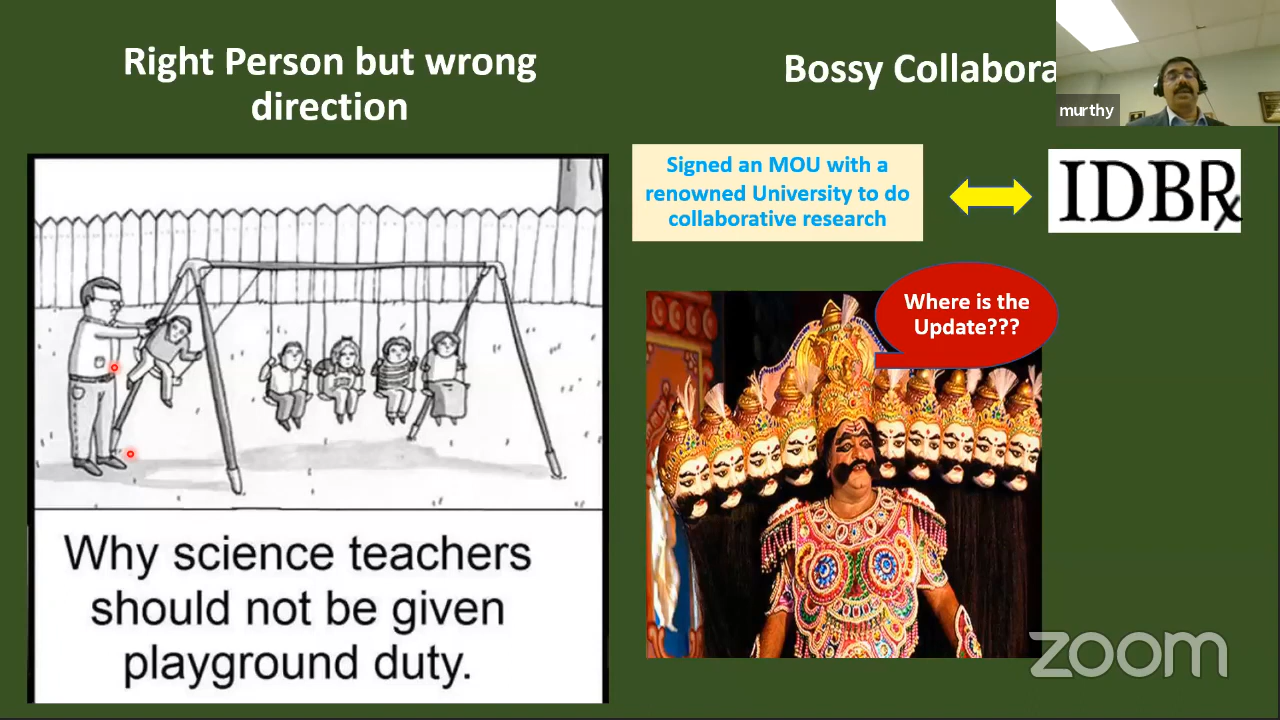 Right Person but wrong
direction
Why science teachers
should not be given
playground duty.
Bossy Collabora
murthy
Signed an MOU with a
renowned University to do
collaborative research
IDBRx
Where is the
Update???
zoom